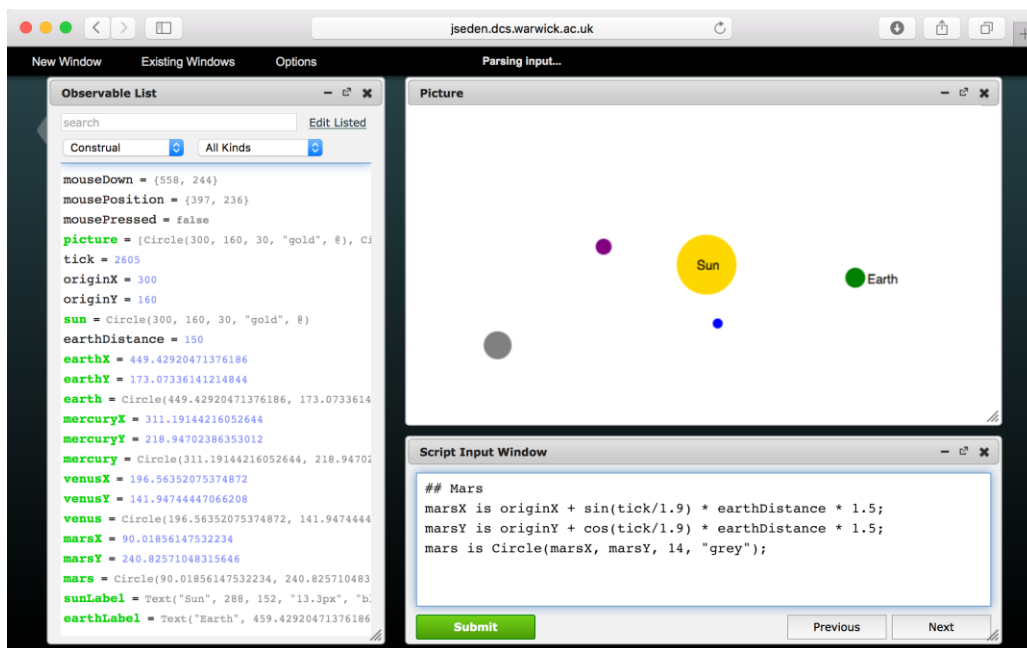 jseden.dcs.warwick.ac.uk
New Window Existing Windows Options Parsing input...
Observable List
search Edit Listed
Construal All Kinds
mouseDown = {558, 244}
mousePosition = {397, 236}
mousePressed = false
picture = [Circle(300, 160, 30, "gold", @), Ci
tick = 2605
originX = 300
originY = 160
sun = Circle(300, 160, 30, "gold", @)
earthDistance = 150
earthX = 449.42920471376186
earthY = 173.07336141214844
earth = Circle(449.42920471376186, 173.0733614
mercuryX = 311.19144216052644
mercuryY = 218.94702386353012
mercury = Circle(311.19144216052644, 218.94702
venusX = 196.56352075374872
venusY = 141.94744447066208
venus = Circle(196.56352075374872, 141.9474444
marsX = 90.01856147532234
marsY = 240.82571048315646
mars = Circle(90.01856147532234, 240.825710483
sunLabel = Text("Sun", 288, 152, "13.3px", "bl
earthLabel = Text("Earth", 459.42920471376186
Picture
Sun
Earth
Script Input Window
## Mars
marsX is originX + sin(tick/1.9) * earthDistance * 1.5;
marsY is originY + cos(tick/1.9) * earthDistance * 1.5;
mars is Circle(marsX, marsY, 14, "grey");
Submit Previous Next